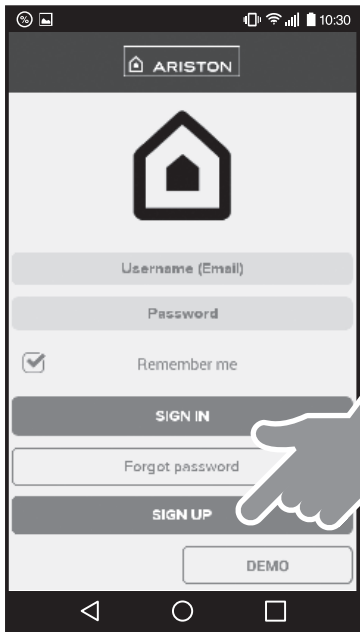 10:30
ARISTON
Username (Email)
Password
Remember me
SIGN IN
Forgot password
SIGN UP
DEMO